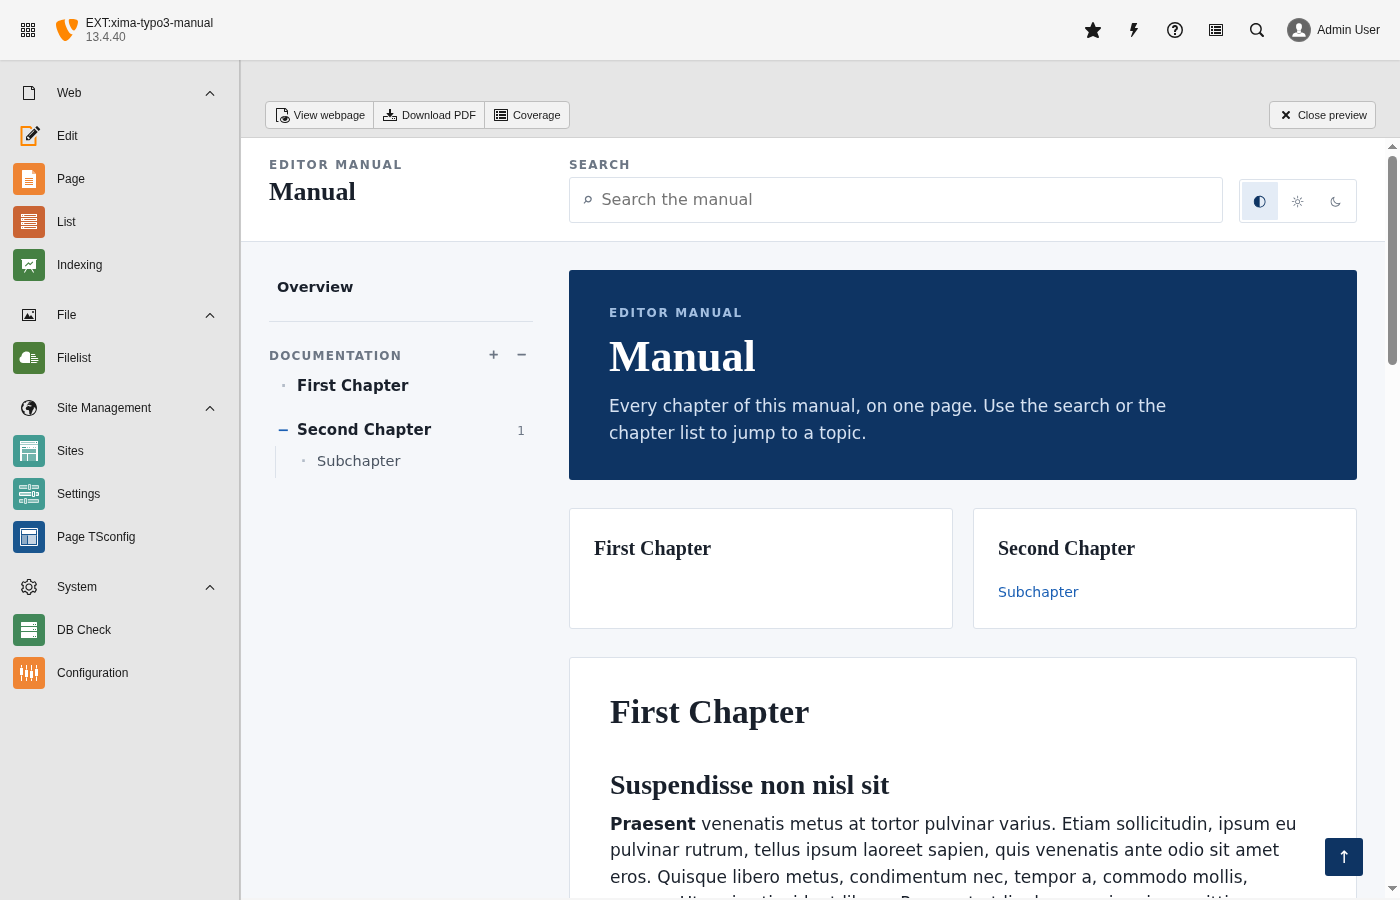 EXT:xima-typo3-manual
13.4.40
Admin User
Web
Edit
Page
List
Indexing
File
Filelist
Site Management
Sites
Settings
Page TSconfig
System
DB Check
Configuration
View webpage
Download PDF
Coverage
Close preview
EDITOR MANUAL
Manual
SEARCH
Search the manual
Overview
DOCUMENTATION + −
First Chapter
− Second Chapter 1
Subchapter
EDITOR MANUAL
Manual
Every chapter of this manual, on one page. Use the search or the
chapter list to jump to a topic.
First Chapter
Second Chapter
Subchapter
First Chapter
Suspendisse non nisl sit
Praesent venenatis metus at tortor pulvinar varius. Etiam sollicitudin, ipsum eu
pulvinar rutrum, tellus ipsum laoreet sapien, quis venenatis ante odio sit amet
eros. Quisque libero metus, condimentum nec, tempor a, commodo mollis,